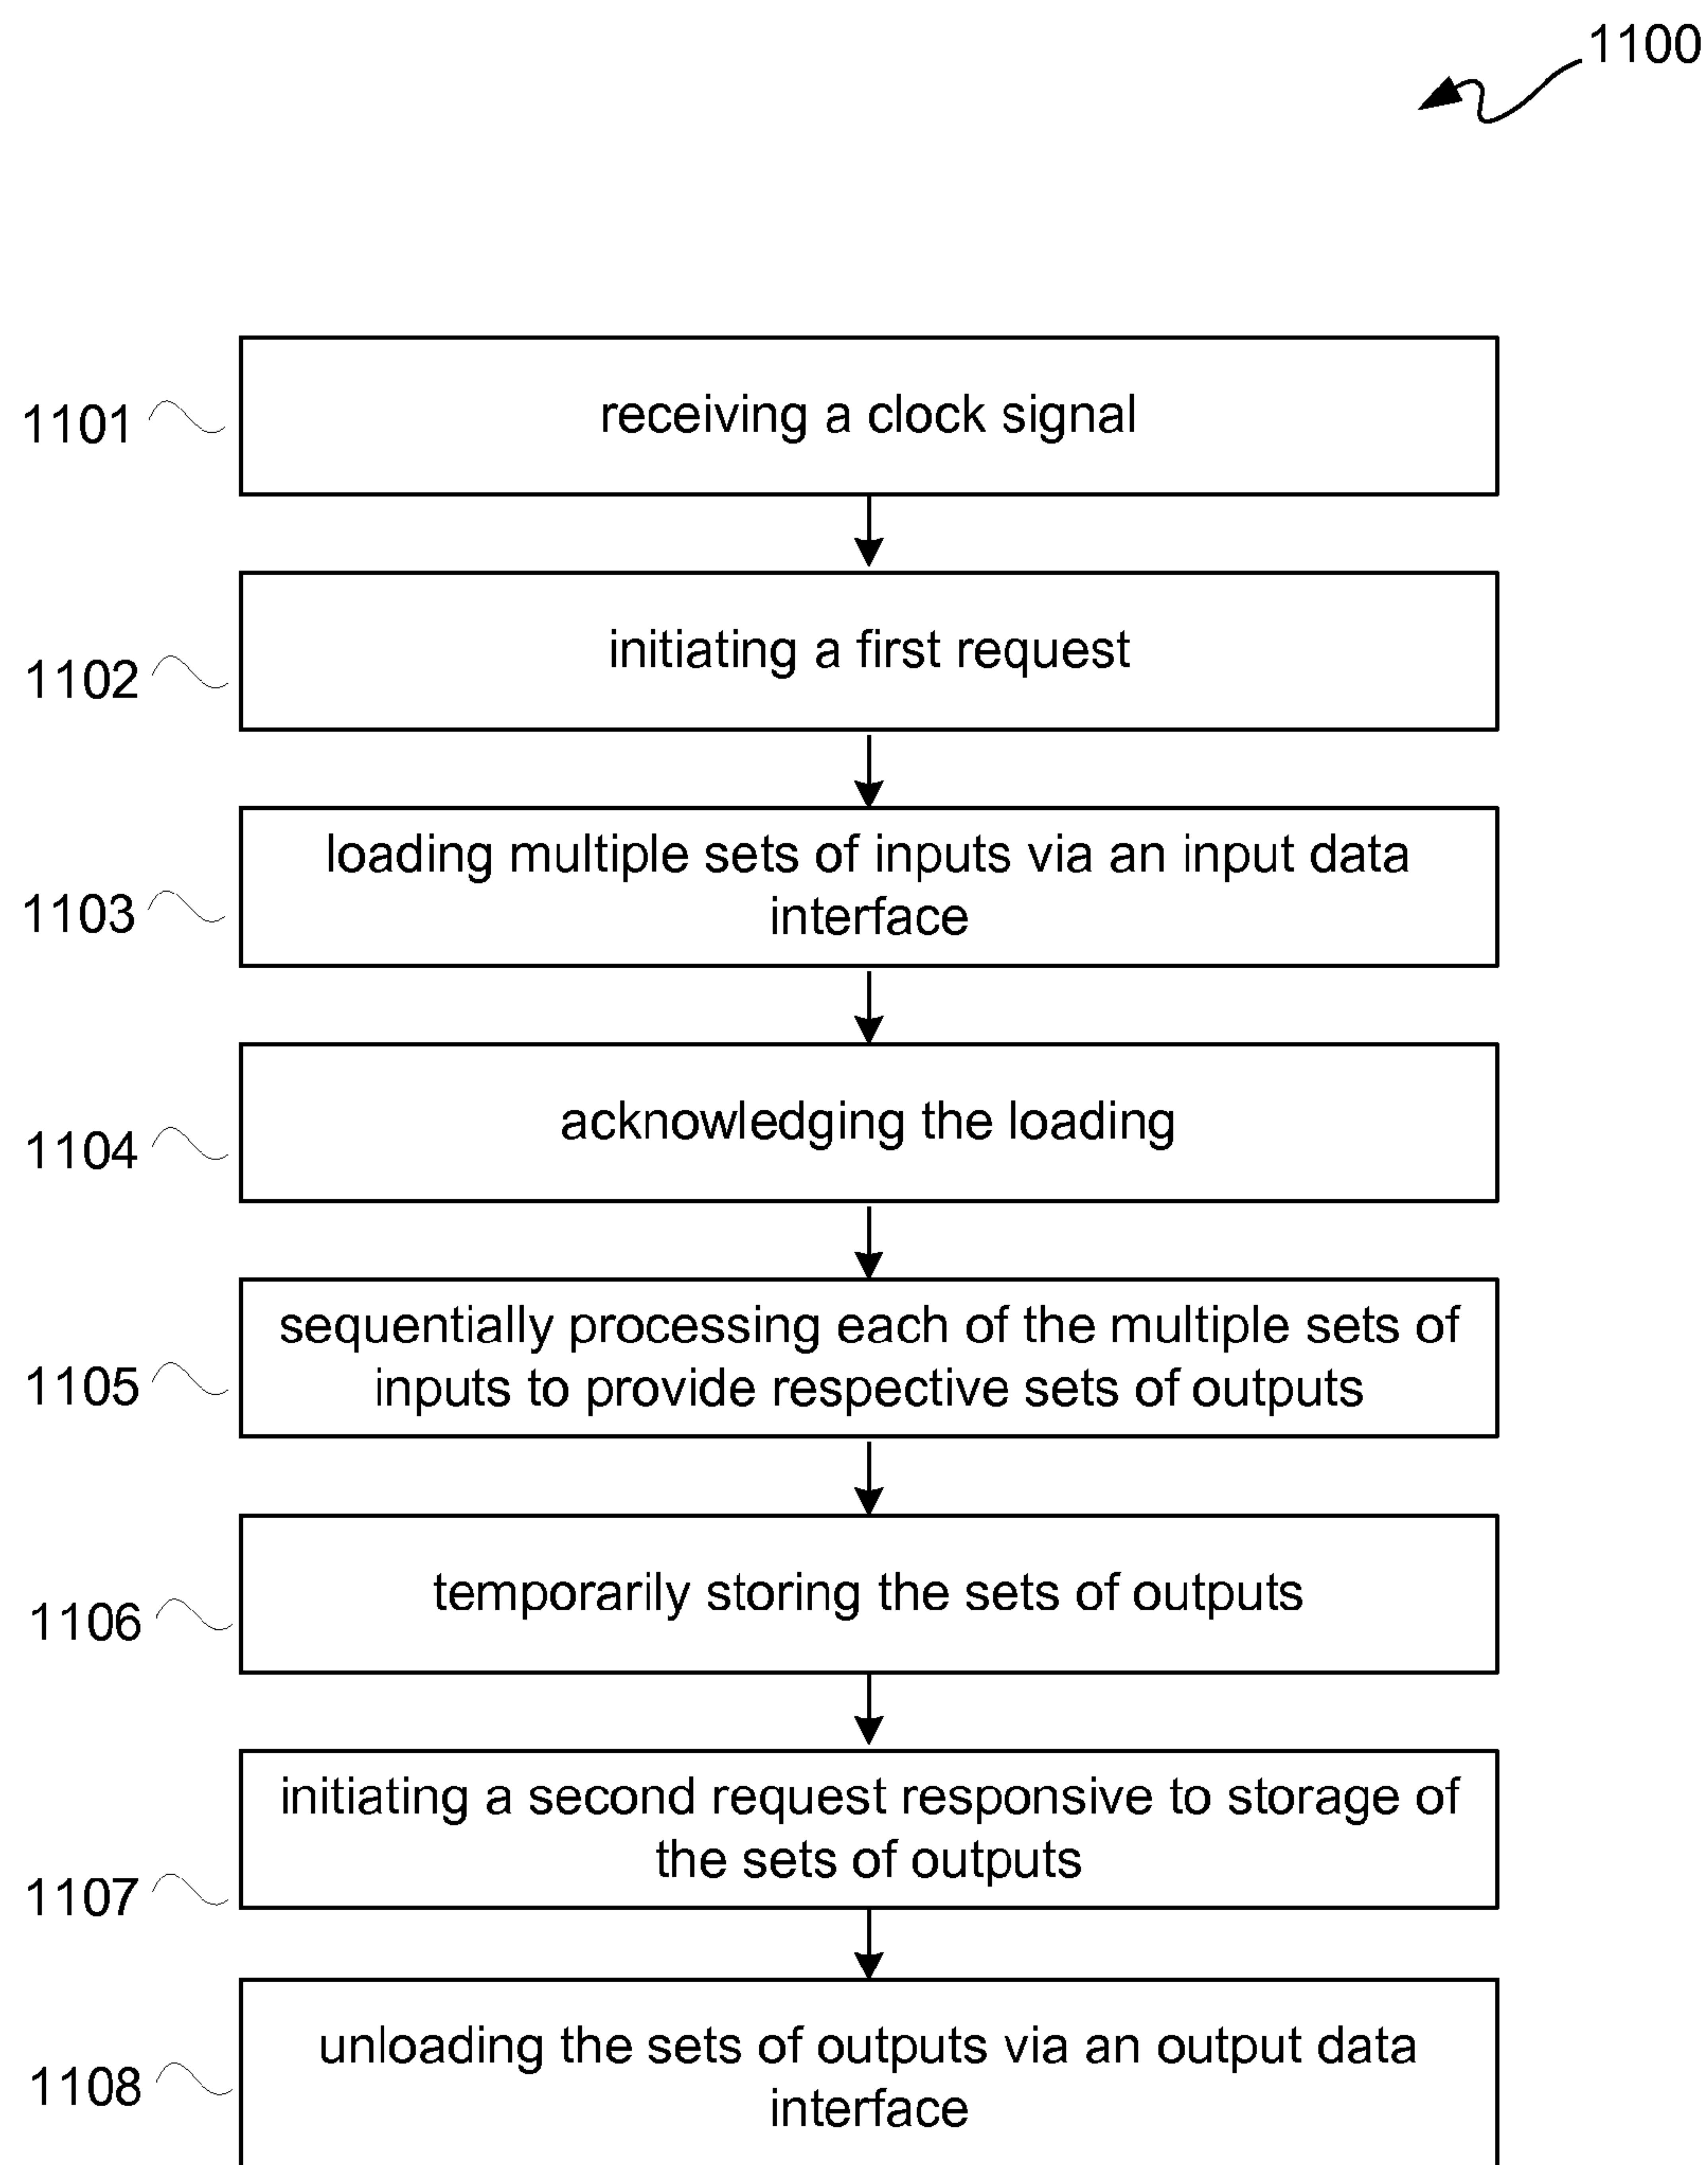 1100
1101
receiving a clock signal
1102
initiating a first request
1103
loading multiple sets of inputs via an input data
interface
1104
acknowledging the loading
1105
sequentially processing each of the multiple sets of
inputs to provide respective sets of outputs
1106
temporarily storing the sets of outputs
1107
initiating a second request responsive to storage of
the sets of outputs
1108
unloading the sets of outputs via an output data
interface